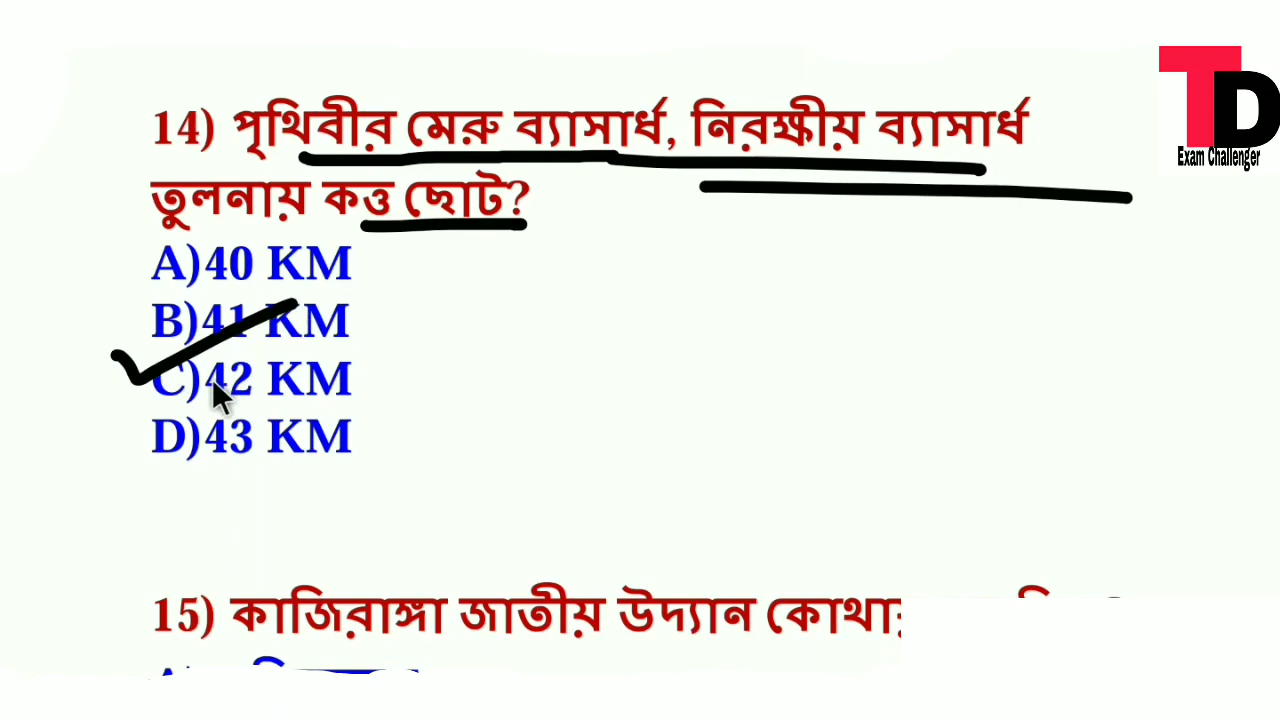 14) পৃথিবীর মেরু ব্যাসার্ধ, নিরক্ষীয় ব্যাসার্ধ
TD
Exam Challenger
তুলনায় কত্ত ছোট?
A)40 KM
B)41 KM
C)42 KM
D)43 KM
15) কাজিরাঙ্গা জাতীয় উদ্যান